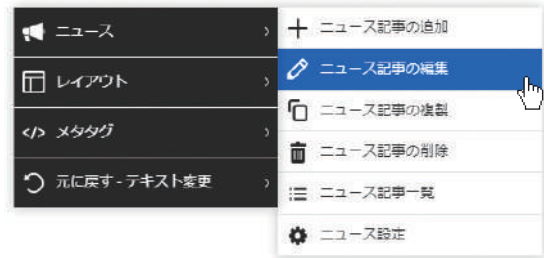 ニュース
レイアウト
メタタグ
元に戻す - テキスト変更
ニュース記事の追加
ニュース記事の編集
ニュース記事の複製
ニュース記事の削除
ニュース記事一覧
ニュース設定